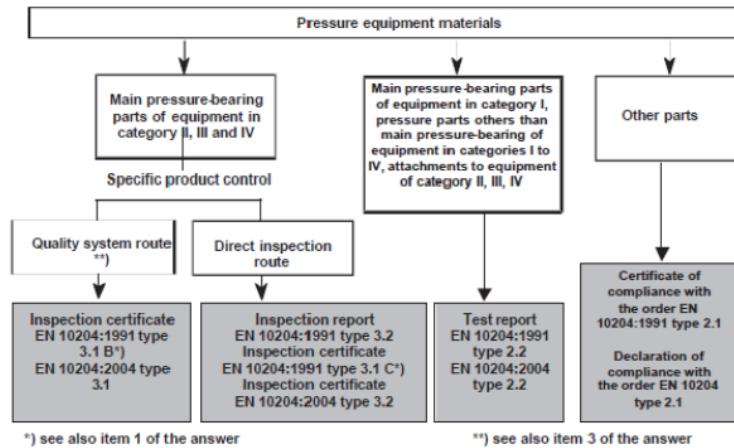 Pressure equipment materials
Main pressure-bearing
parts of equipment in
category II, III and IV
Main pressure-bearing parts
of equipment in category I,
pressure parts others than
main pressure-bearing of
equipment in categories I to
IV, attachments to equipment
of category II, III, IV
Other parts
Specific product control
Quality system route
**)
Direct inspection
route
Inspection certificate
EN 10204:1991 type
3.1 B*)
EN 10204:2004 type
3.1
Inspection report
EN 10204:1991 type 3.2
Inspection certificate
EN 10204:1991 type 3.1 C*)
Inspection certificate
EN 10204:2004 type 3.2
Test report
EN 10204:1991
type 2.2
EN 10204:2004
type 2.2
Certificate of
compliance with
the order EN
10204:1991 type 2.1
Declaration of
compliance with
the order EN 10204
type 2.1
*) see also item 1 of the answer
**) see also item 3 of the answer